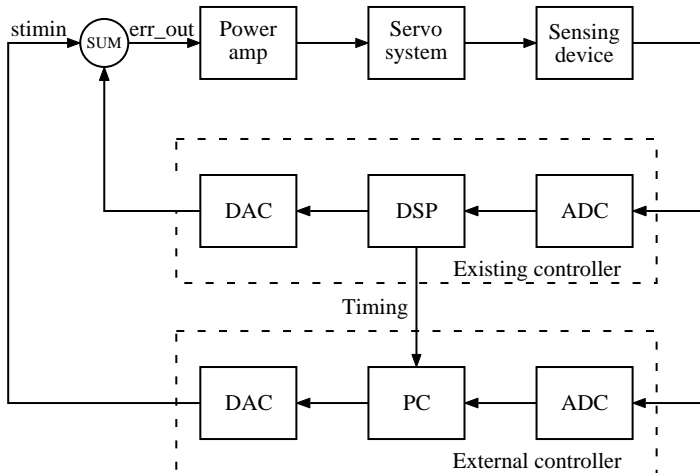 stimin
SUM
err_out
Power
amp
Servo
system
Sensing
device
DAC
DSP
ADC
Existing controller
Timing
DAC
PC
ADC
External controller